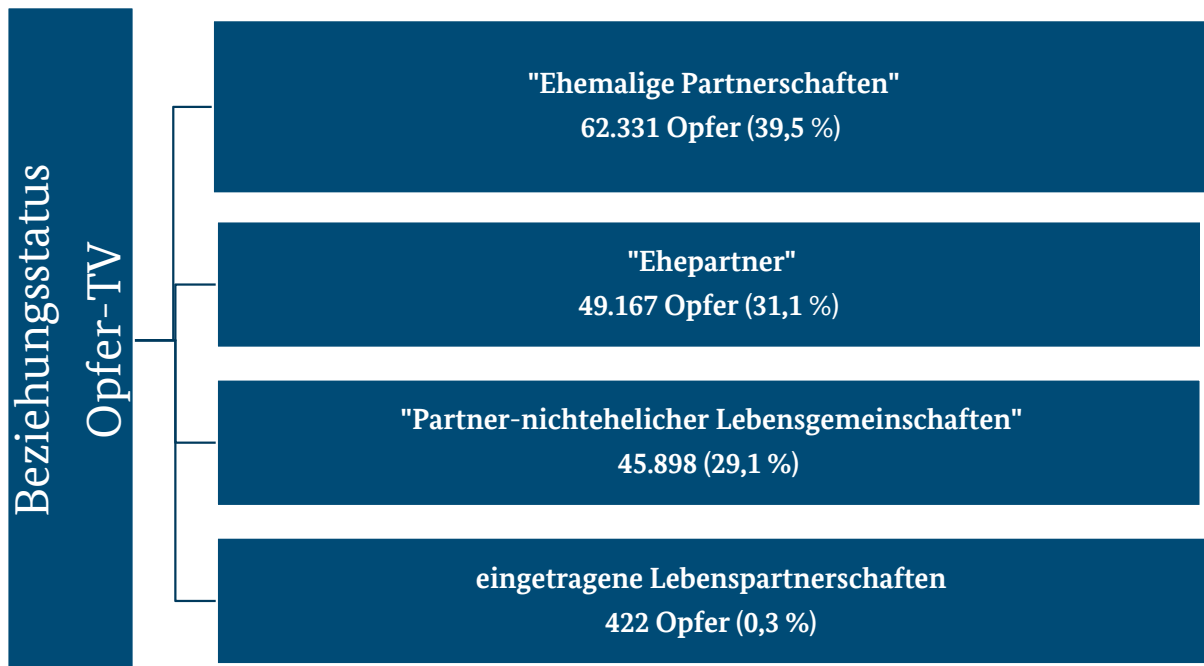 Beziehungsstatus
Opfer-TV
"Ehemalige Partnerschaften"
62.331 Opfer (39,5 %)
"Ehepartner"
49.167 Opfer (31,1 %)
"Partner-nichtehelicher Lebensgemeinschaften"
45.898 (29,1 %)
eingetragene Lebenspartnerschaften
422 Opfer (0,3 %)